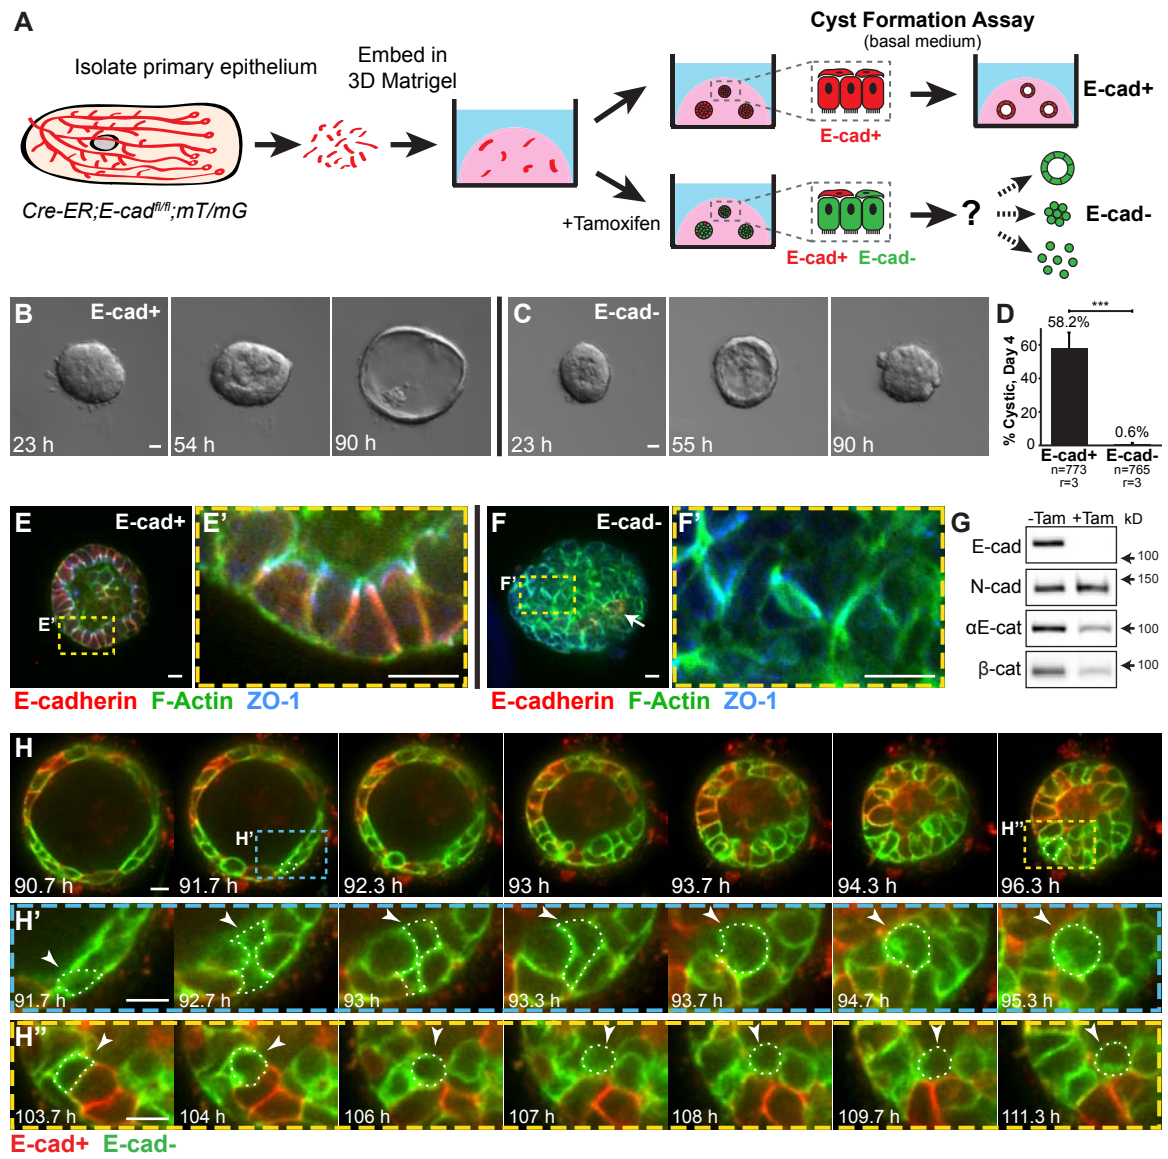 A
Isolate primary epithelium
Embed in
3D Matrigel
Cyst Formation Assay
(basal medium)
E-cad+
E-cad+
Cre-ER;E-cadfl/fl;mT/mG
+Tamoxifen
E-cad+ E-cad-
?
E-cad-
B E-cad+
23 h
54 h
90 h
C E-cad-
23 h
55 h
90 h
D
***
58.2%
0.6%
% Cystic, Day 4
60
40
20
0
E-cad+ E-cad-
n=773 n=765
r=3 r=3
E E-cad+
E'
E'
E-cadherin F-Actin ZO-1
F E-cad-
F'
F'
E-cadherin F-Actin ZO-1
G
-Tam +Tam kD
E-cad 100
N-cad 150
αE-cat 100
β-cat 100
H
H'
H''
90.7 h 91.7 h 92.3 h 93 h 93.7 h 94.3 h 96.3 h
H'
91.7 h 92.7 h 93 h 93.3 h 93.7 h 94.7 h 95.3 h
H''
103.7 h 104 h 106 h 107 h 108 h 109.7 h 111.3 h
E-cad+ E-cad-